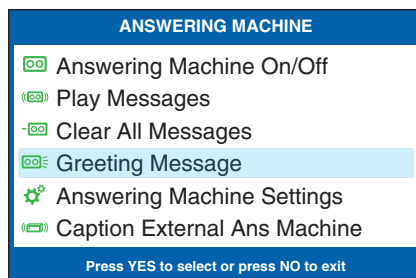 ANSWERING MACHINE
Answering Machine On/Off
Play Messages
Clear All Messages
Greeting Message
Answering Machine Settings
Caption External Ans Machine
Press YES to select or press NO to exit